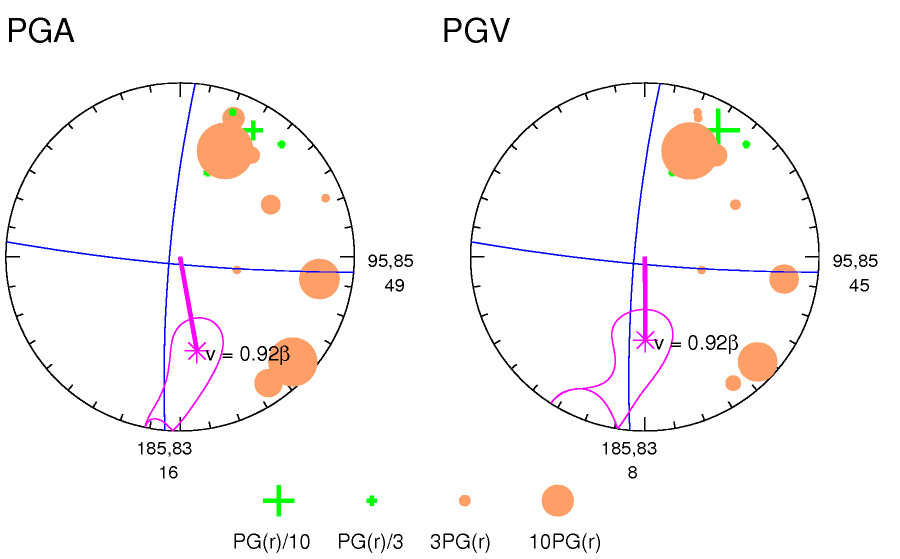 PGA PGV
95,85 95,85
49 45
v = 0.92β v = 0.92β
185,83 185,83
16 8
PG(r)/10 PG(r)/3 3PG(r) 10PG(r)